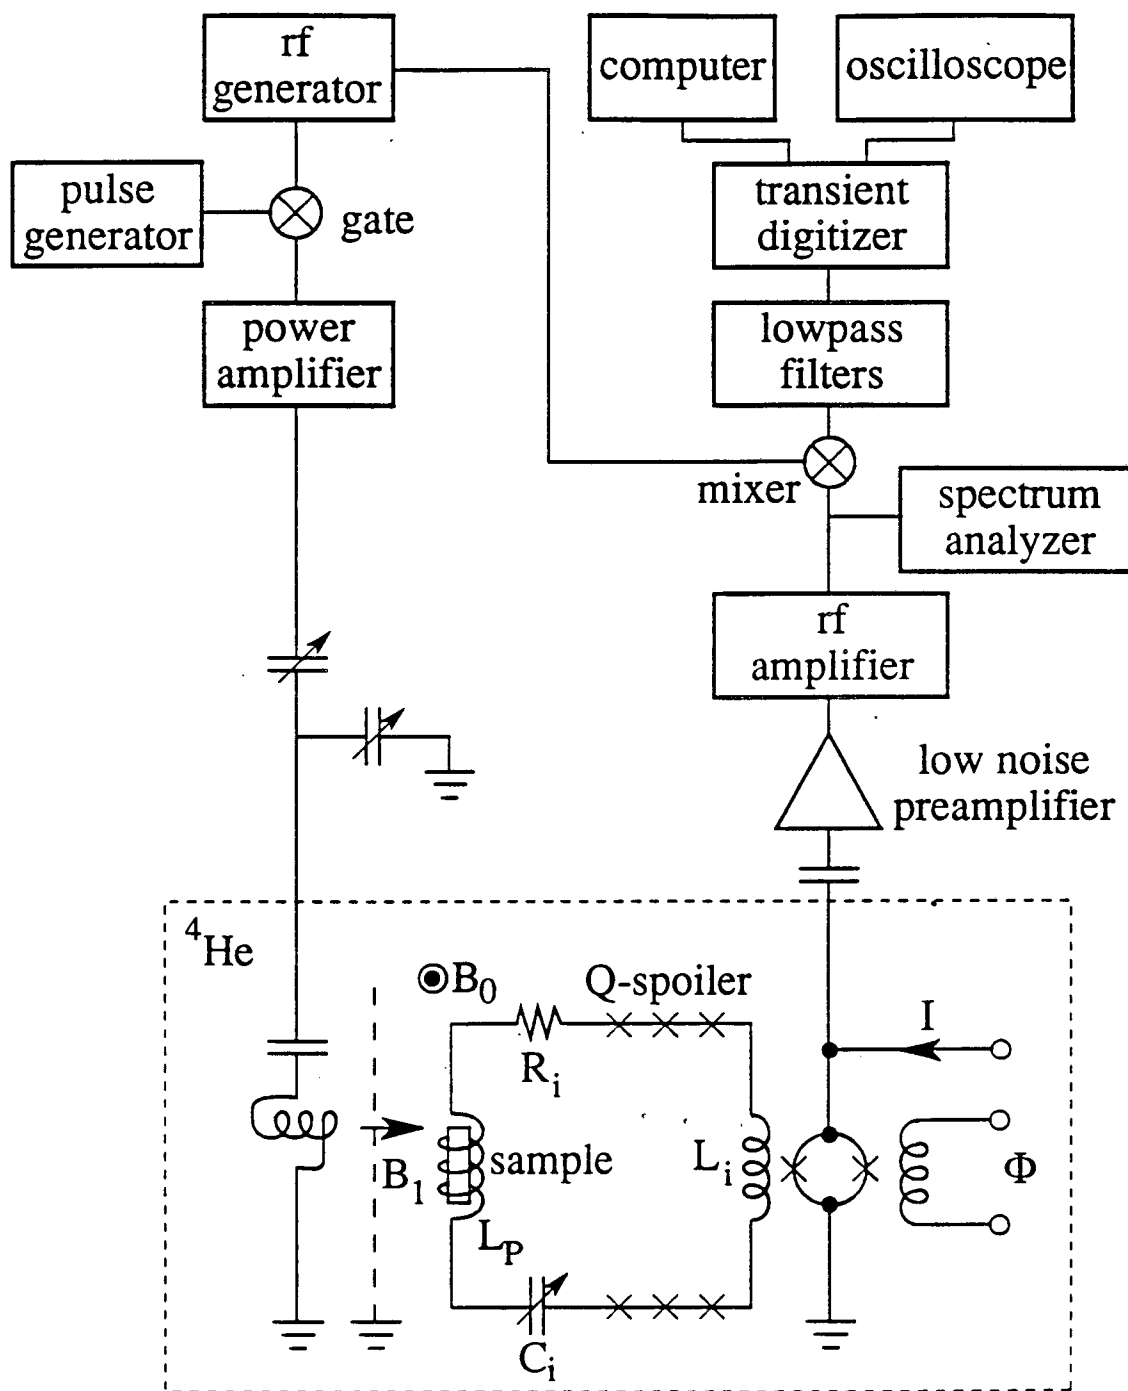 rf
generator
computer
oscilloscope
pulse
generator
gate
transient
digitizer
power
amplifier
lowpass
filters
mixer
spectrum
analyzer
rf
amplifier
low noise
preamplifier
⁴He
B₀
Q-spoiler
I
Rᵢ
B₁
sample
Lᵢ
Φ
Lₚ
Cᵢ